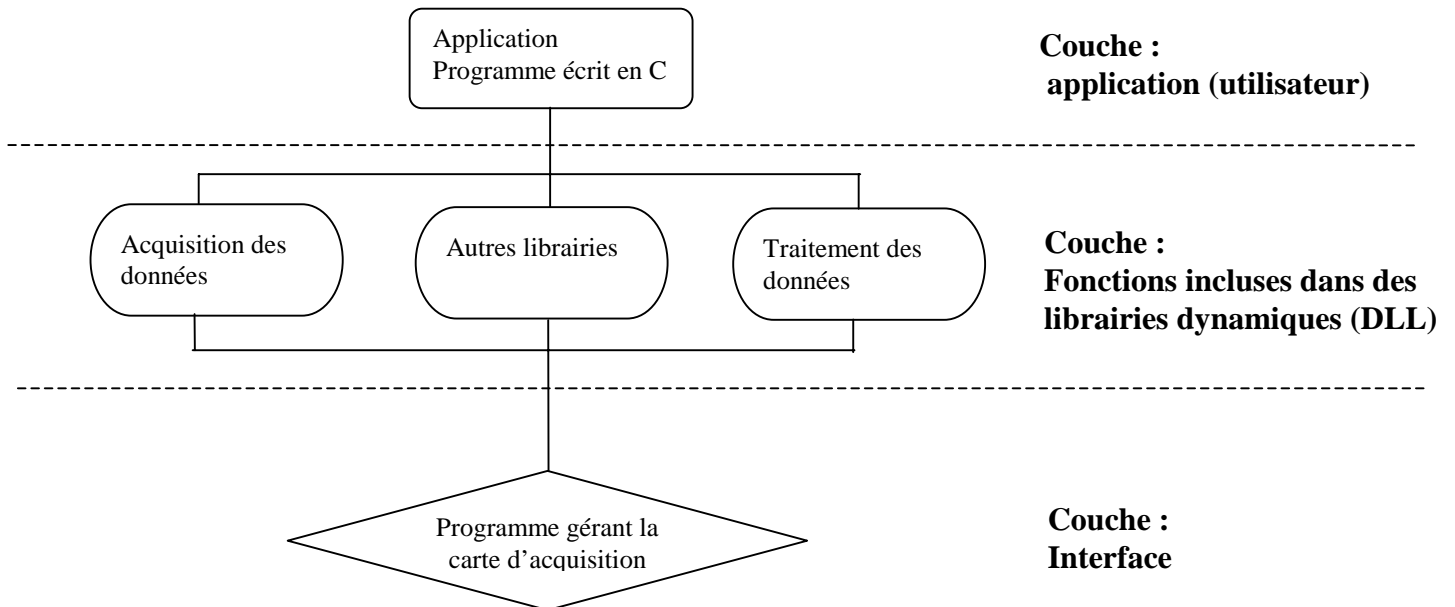 Application
Programme écrit en C
Couche :
application (utilisateur)
Acquisition des
données
Autres librairies
Traitement des
données
Couche :
Fonctions incluses dans des
librairies dynamiques (DLL)
Programme gérant la
carte d’acquisition
Couche :
Interface